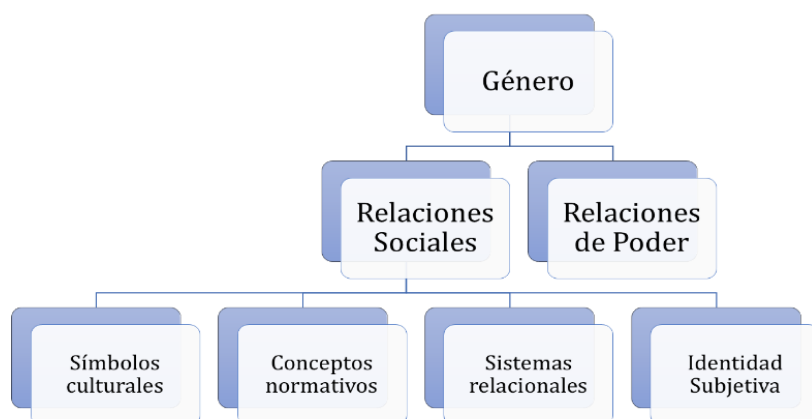 Género
Relaciones
Sociales
Relaciones
de Poder
Símbolos
culturales
Conceptos
normativos
Sistemas
relacionales
Identidad
Subjetiva